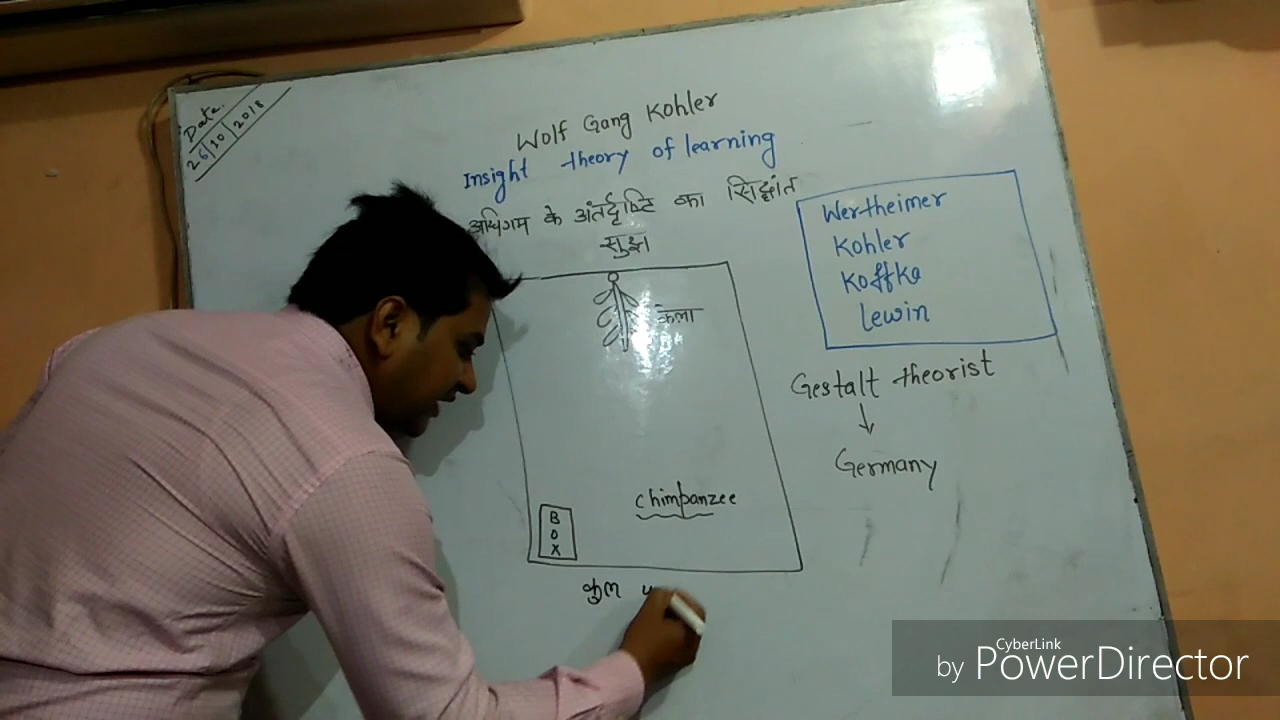 Date.
26/10/2018
Wolf Gang Kohler
Insight theory of learning
अधिगम के अंतर्दृष्टि का सिद्धांत
सुझ
केला
Chimpanzee
BOX
कुल
Wertheimer
Kohler
Koffka
Lewin
Gestalt theorist
Germany
CyberLink
by PowerDirector